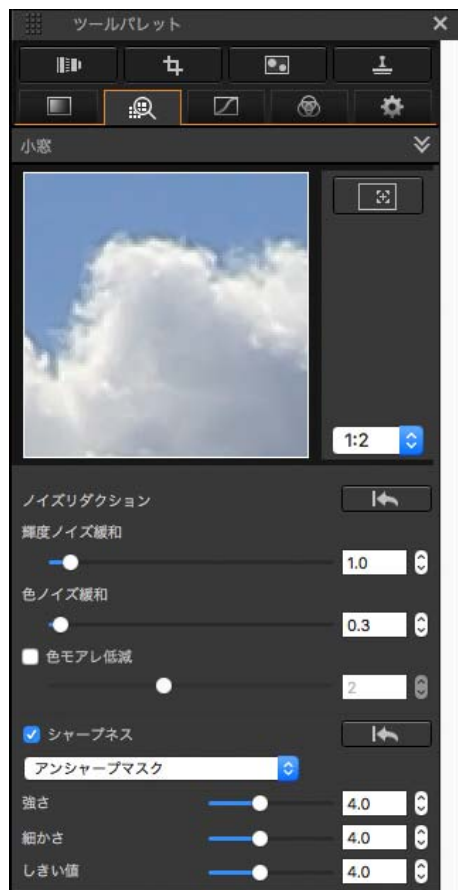 ツールパレット
小窓
1:2
ノイズリダクション
輝度ノイズ緩和
1.0
色ノイズ緩和
0.3
色モアレ低減
2
シャープネス
アンシャープマスク
強さ
4.0
細かさ
4.0
しきい値
4.0